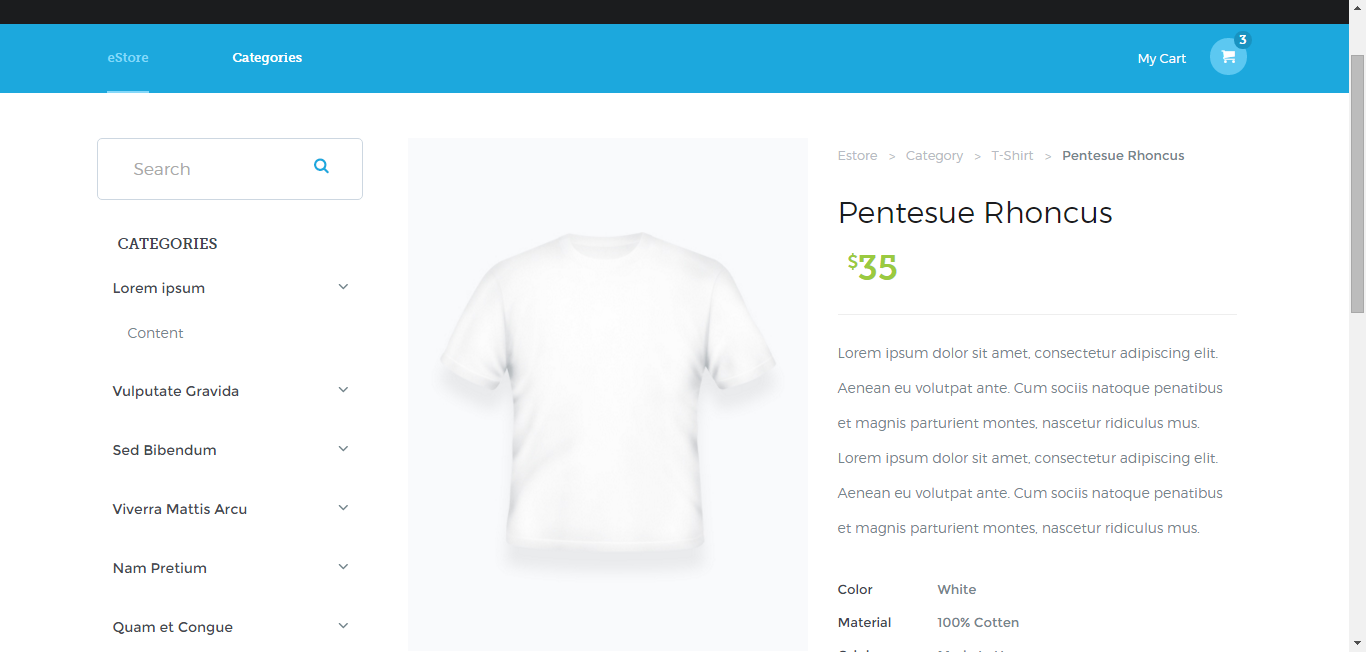 eStore
Categories
My Cart
3
Search
CATEGORIES
Lorem ipsum
Content
Vulputate Gravida
Sed Bibendum
Viverra Mattis Arcu
Nam Pretium
Quam et Congue
Estore > Category > T-Shirt > Pentesue Rhoncus
Pentesue Rhoncus
$35
Lorem ipsum dolor sit amet, consectetur adipiscing elit.
Aenean eu volutpat ante. Cum sociis natoque penatibus
et magnis parturient montes, nascetur ridiculus mus.
Lorem ipsum dolor sit amet, consectetur adipiscing elit.
Aenean eu volutpat ante. Cum sociis natoque penatibus
et magnis parturient montes, nascetur ridiculus mus.
Color White
Material 100% Cotten